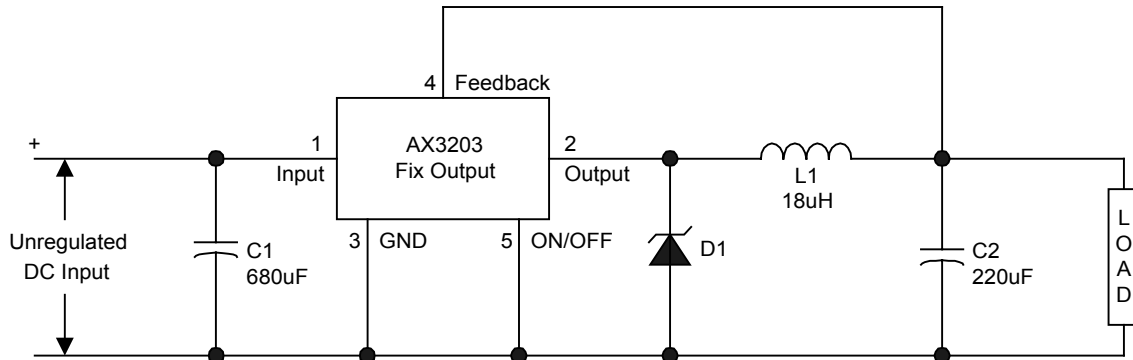 4 Feedback
+
1
Input
AX3203
Fix Output
2
Output
L1
18uH
3 GND
5 ON/OFF
Unregulated
DC Input
C1
680uF
D1
C2
220uF
L
O
A
D